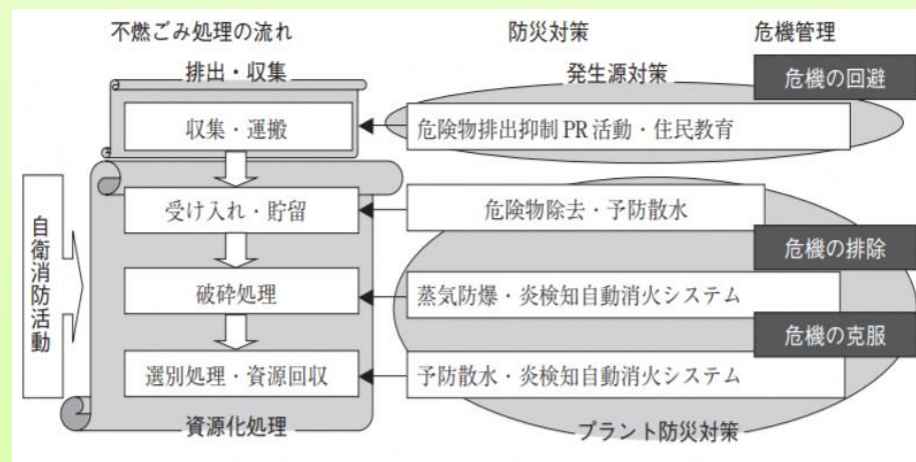 不燃ごみ処理の流れ
防災対策
危機管理
排出・収集
発生源対策
危機の回避
収集・運搬
危険物排出抑制PR活動・住民教育
受け入れ・貯留
危険物除去・予防散水
自衛消防活動
危機の排除
破砕処理
蒸気防爆・炎検知自動消火システム
危機の克服
選別処理・資源回収
予防散水・炎検知自動消火システム
資源化処理
プラント防災対策